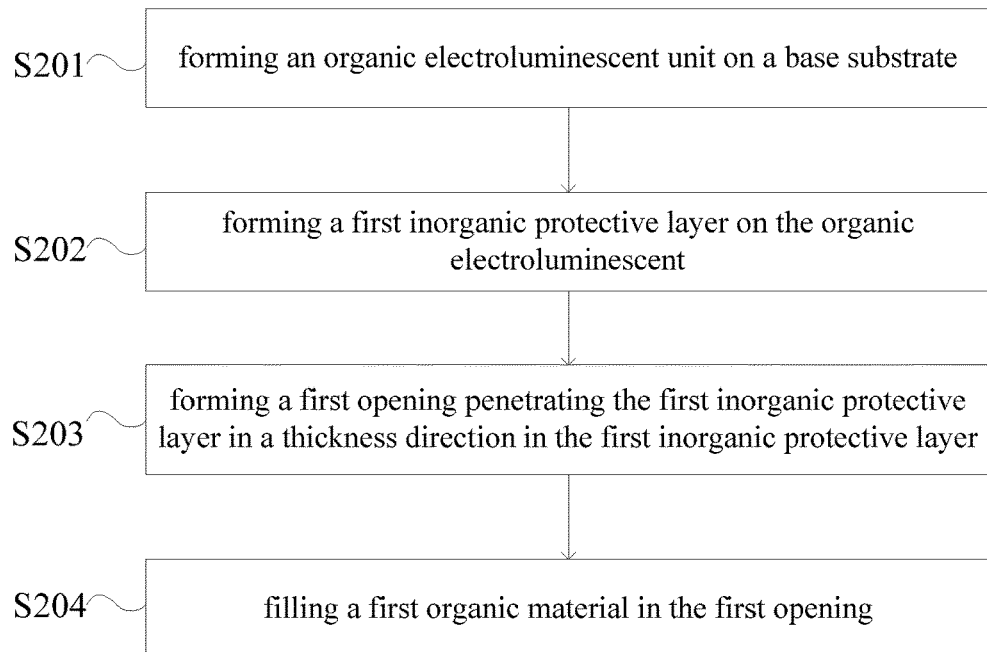 S201
forming an organic electroluminescent unit on a base substrate
S202
forming a first inorganic protective layer on the organic
electroluminescent
S203
forming a first opening penetrating the first inorganic protective
layer in a thickness direction in the first inorganic protective layer
S204
filling a first organic material in the first opening